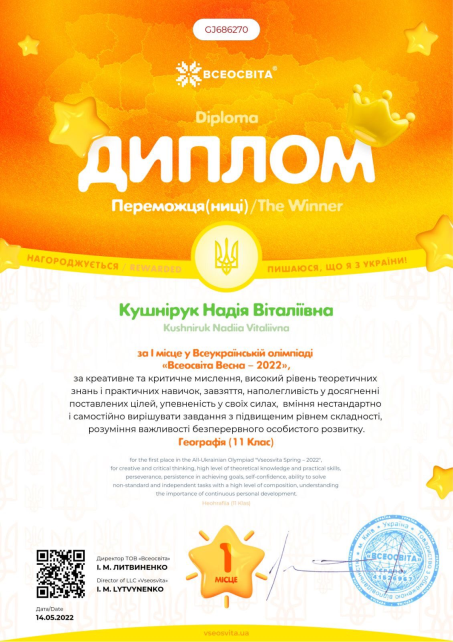 GJ686270
ВСЕОСВІТА®
Diploma
ДИПЛОМ
Переможця(ниці)/The Winner
НАГОРОДЖУЄТЬСЯ / REWARDED
ПИШАЮСЯ, ЩО Я З УКРАЇНИ!
Кушнірук Надія Віталіївна
Kushniruk Nadiia Vitaliivna
за I місце у Всеукраїнській олімпіаді
«Всеосвіта Весна – 2022»,
за креативне та критичне мислення, високий рівень теоретичних
знань і практичних навичок, завзяття, наполегливість у досягненні
поставлених цілей, упевненість у своїх силах, вміння нестандартно
і самостійно вирішувати завдання з підвищеним рівнем складності,
розуміння важливості безперервного особистого розвитку.
Географія (11 Клас)
for the first place in the All-Ukrainian Olympiad "Vseosvita Spring – 2022",
for creative and critical thinking, high level of theoretical knowledge and practical skills,
perseverance, persistence in achieving goals, self-confidence, ability to solve
non-standard and independent tasks with a high level of composition, understanding
the importance of continuous personal development.
Директор ТОВ «Всеосвіта»
І. М. ЛИТВИНЕНКО
Director of LLC «Vseosvita»
I. M. LYTVYNENKO
Дата/Date:
14.05.2022
1
МІСЦЕ
м. Київ * Україна
ВСЕОСВІТА
vseosvita.ua